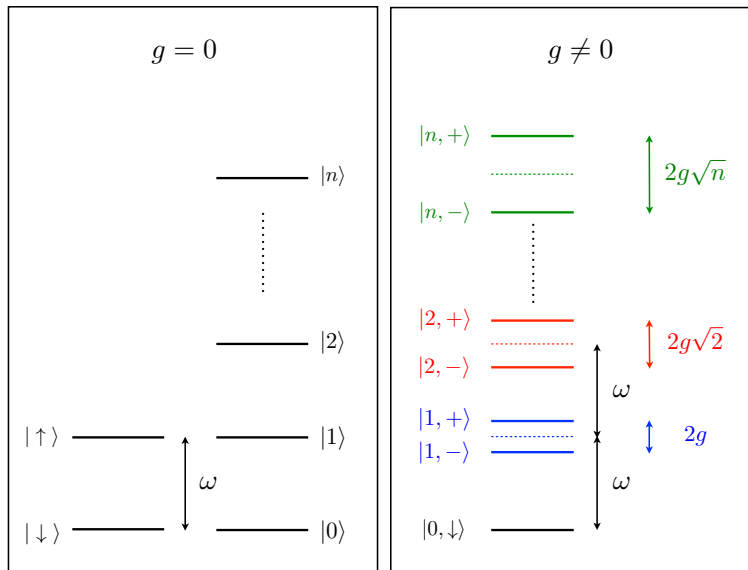 g = 0
|n⟩
|2⟩
|↑⟩
|1⟩
ω
|↓⟩
|0⟩
g ≠ 0
|n, +⟩
2g√n
|n, −⟩
|2, +⟩
2g√2
|2, −⟩
ω
|1, +⟩
2g
|1, −⟩
ω
|0, ↓⟩